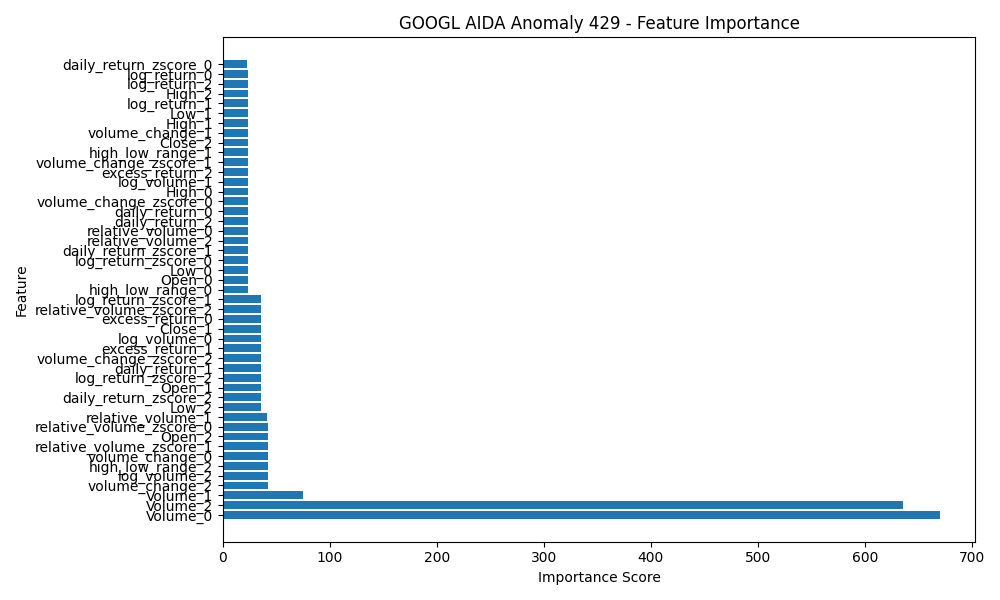 GOOGL AIDA Anomaly 429 - Feature Importance
daily_return_zscore_0
log_return_0
log_return_2
High_2
log_return_1
Low_1
High_1
volume_change_1
Close_2
high_low_range_1
volume_change_zscore_1
excess_return_2
log_volume_1
High_0
volume_change_zscore_0
daily_return_0
daily_return_2
relative_volume_0
relative_volume_2
daily_return_zscore_1
log_return_zscore_0
Low_0
Open_0
high_low_range_0
log_return_zscore_1
relative_volume_zscore_2
excess_return_0
Close_1
log_volume_0
excess_return_1
volume_change_zscore_2
daily_return_1
log_return_zscore_2
Open_1
daily_return_zscore_2
Low_2
relative_volume_1
relative_volume_zscore_0
Open_2
relative_volume_zscore_1
volume_change_0
high_low_range_2
log_volume_2
volume_change_2
Volume_1
Volume_2
Volume_0
Feature
0 100 200 300 400 500 600 700
Importance Score